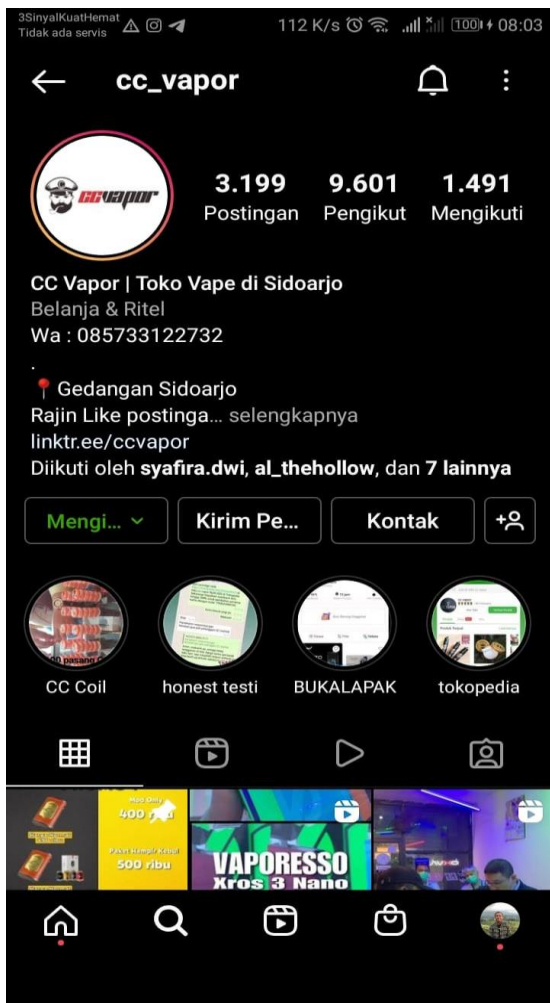 3SinyalKuatHemat
Tidak ada servis
112 K/s
100
08:03
cc_vapor
ccvapor
3.199 9.601 1.491
Postingan Pengikut Mengikuti
CC Vapor | Toko Vape di Sidoarjo
Belanja & Ritel
Wa : 085733122732
.
Gedangan Sidoarjo
Rajin Like postinga... selengkapnya
linktr.ee/ccvapor
Diikuti oleh syafira.dwi, al_thehollow, dan 7 lainnya
Mengi...
Kirim Pe...
Kontak
CC Coil
honest testi
BUKALAPAK
tokopedia
Mod Only
400
500 ribu
VAPORESSO
Xros 3 Nano